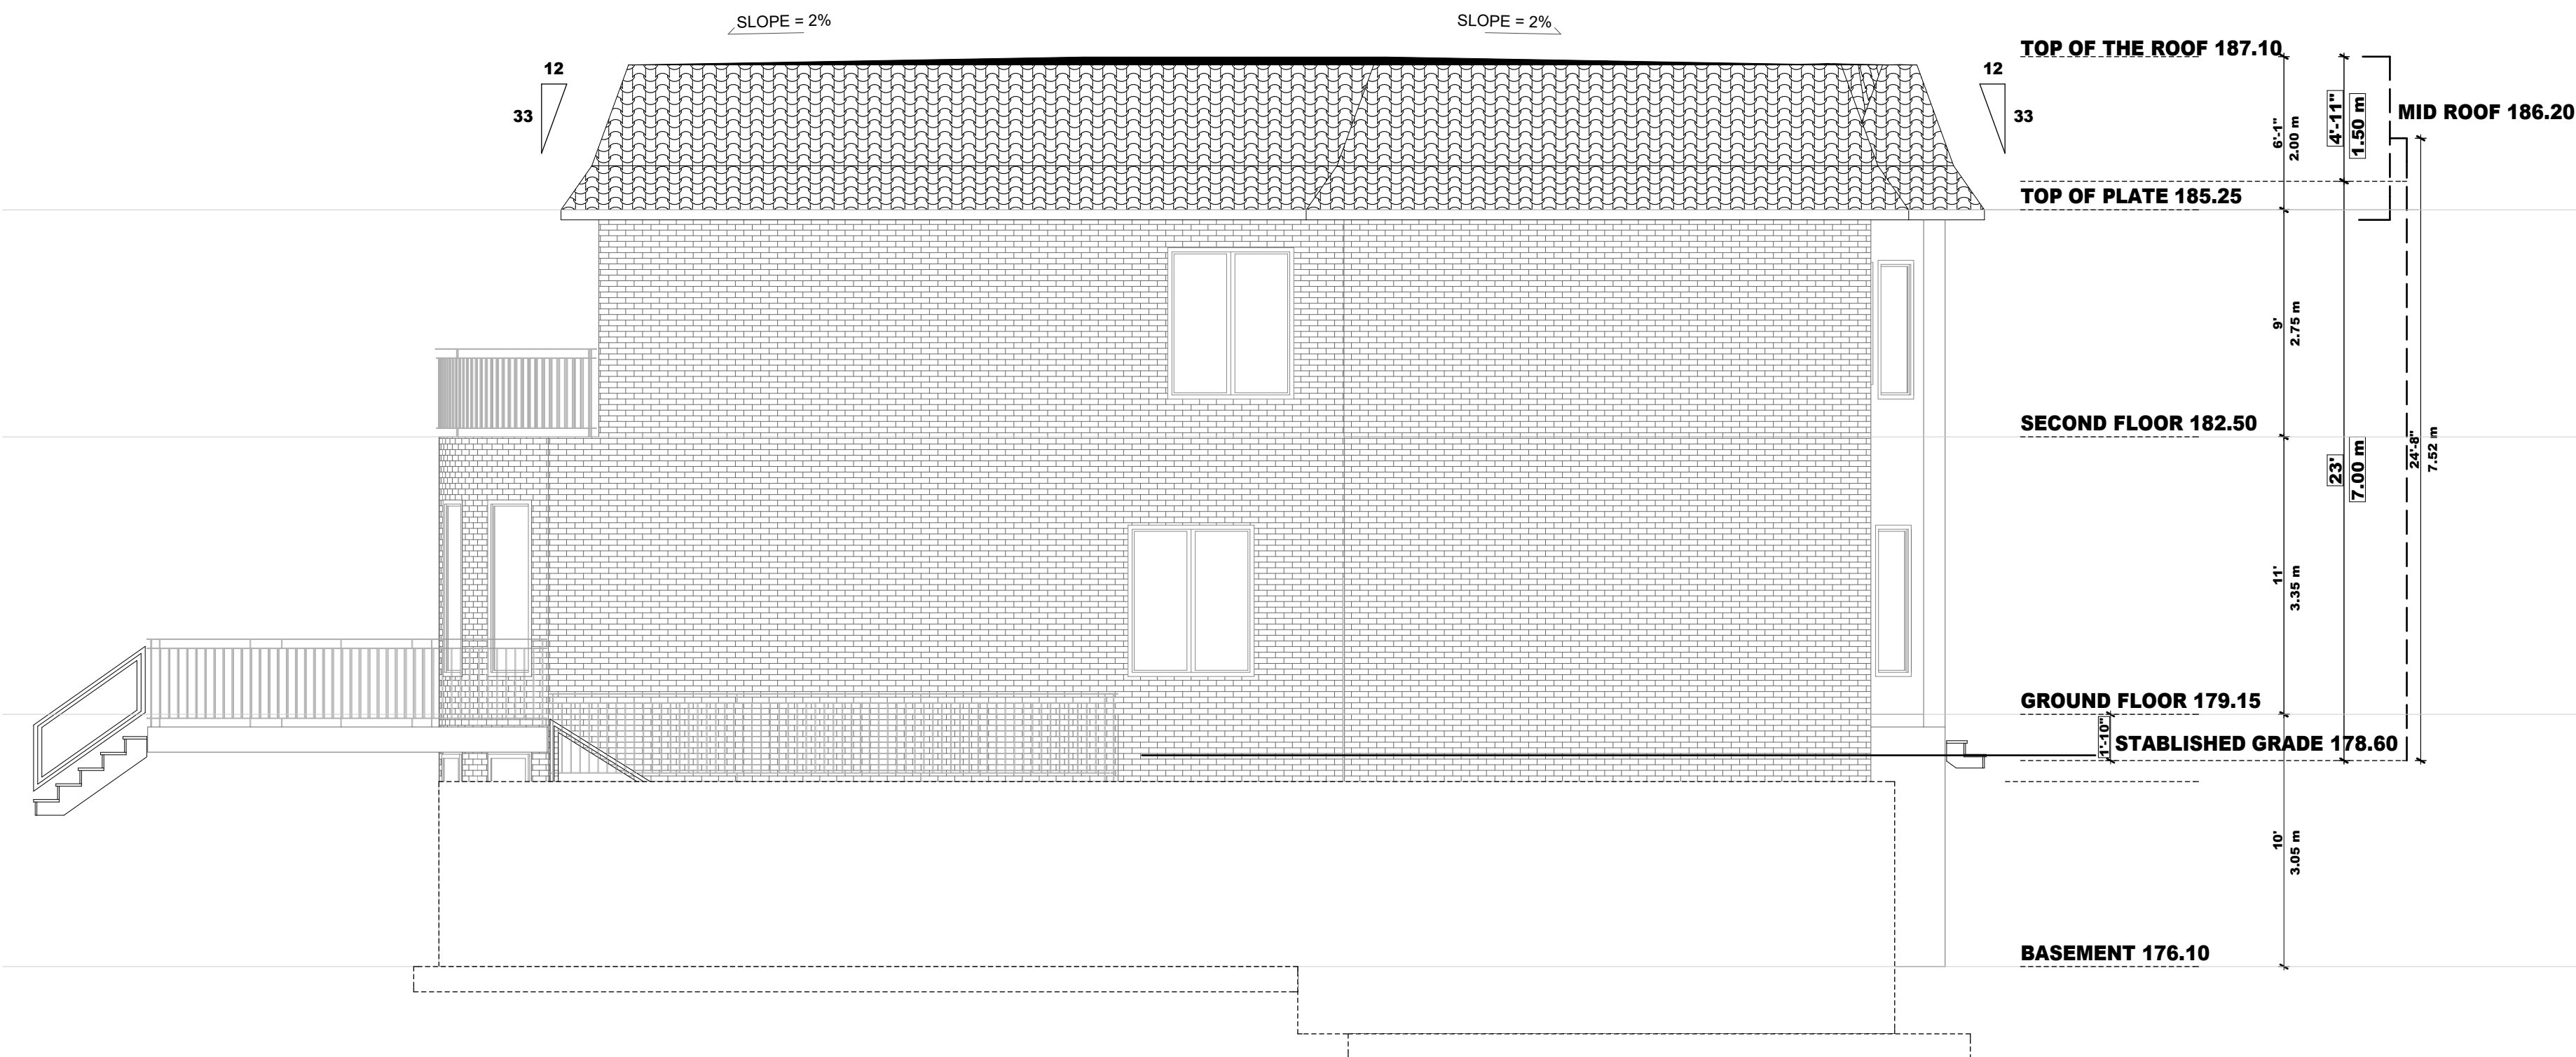 SLOPE = 2%
SLOPE = 2%
12
33
12
33
TOP OF THE ROOF 187.10
MID ROOF 186.20
TOP OF PLATE 185.25
SECOND FLOOR 182.50
GROUND FLOOR 179.15
STABLISHED GRADE 178.60
BASEMENT 176.10
6'-1"
2.00 m
4'-11"
1.50 m
9'
2.75 m
24'-8"
7.52 m
23'
7.00 m
11'
3.35 m
1'-10"
10'
3.05 m